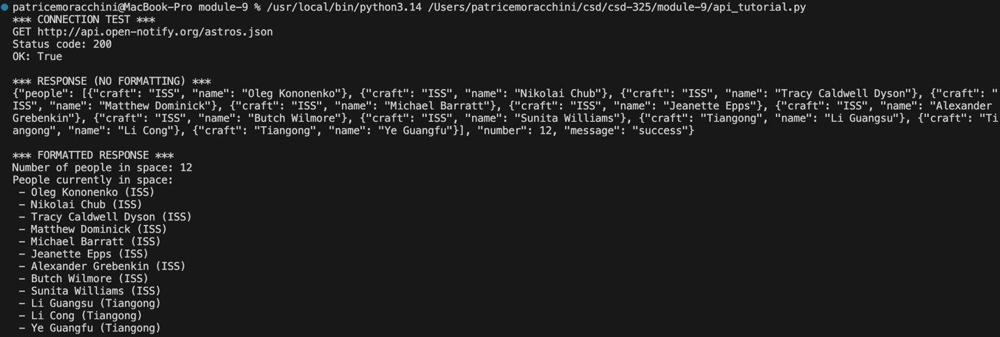 patricemoracchini@MacBook-Pro module-9 % /usr/local/bin/python3.14 /Users/patricemoracchini/csd/csd-325/module-9/api_tutorial.py
*** CONNECTION TEST ***
GET http://api.open-notify.org/astros.json
Status code: 200
OK: True
*** RESPONSE (NO FORMATTING) ***
{"people": [{"craft": "ISS", "name": "Oleg Kononenko"}, {"craft": "ISS", "name": "Nikolai Chub"}, {"craft": "ISS", "name": "Tracy Caldwell Dyson"}, {"craft": "
ISS", "name": "Matthew Dominick"}, {"craft": "ISS", "name": "Michael Barratt"}, {"craft": "ISS", "name": "Jeanette Epps"}, {"craft": "ISS", "name": "Alexander
Grebenkin"}, {"craft": "ISS", "name": "Butch Wilmore"}, {"craft": "ISS", "name": "Sunita Williams"}, {"craft": "Tiangong", "name": "Li Guangsu"}, {"craft": "Ti
angong", "name": "Li Cong"}, {"craft": "Tiangong", "name": "Ye Guangfu"}], "number": 12, "message": "success"}
*** FORMATTED RESPONSE ***
Number of people in space: 12
People currently in space:
- Oleg Kononenko (ISS)
- Nikolai Chub (ISS)
- Tracy Caldwell Dyson (ISS)
- Matthew Dominick (ISS)
- Michael Barratt (ISS)
- Jeanette Epps (ISS)
- Alexander Grebenkin (ISS)
- Butch Wilmore (ISS)
- Sunita Williams (ISS)
- Li Guangsu (Tiangong)
- Li Cong (Tiangong)
- Ye Guangfu (Tiangong)